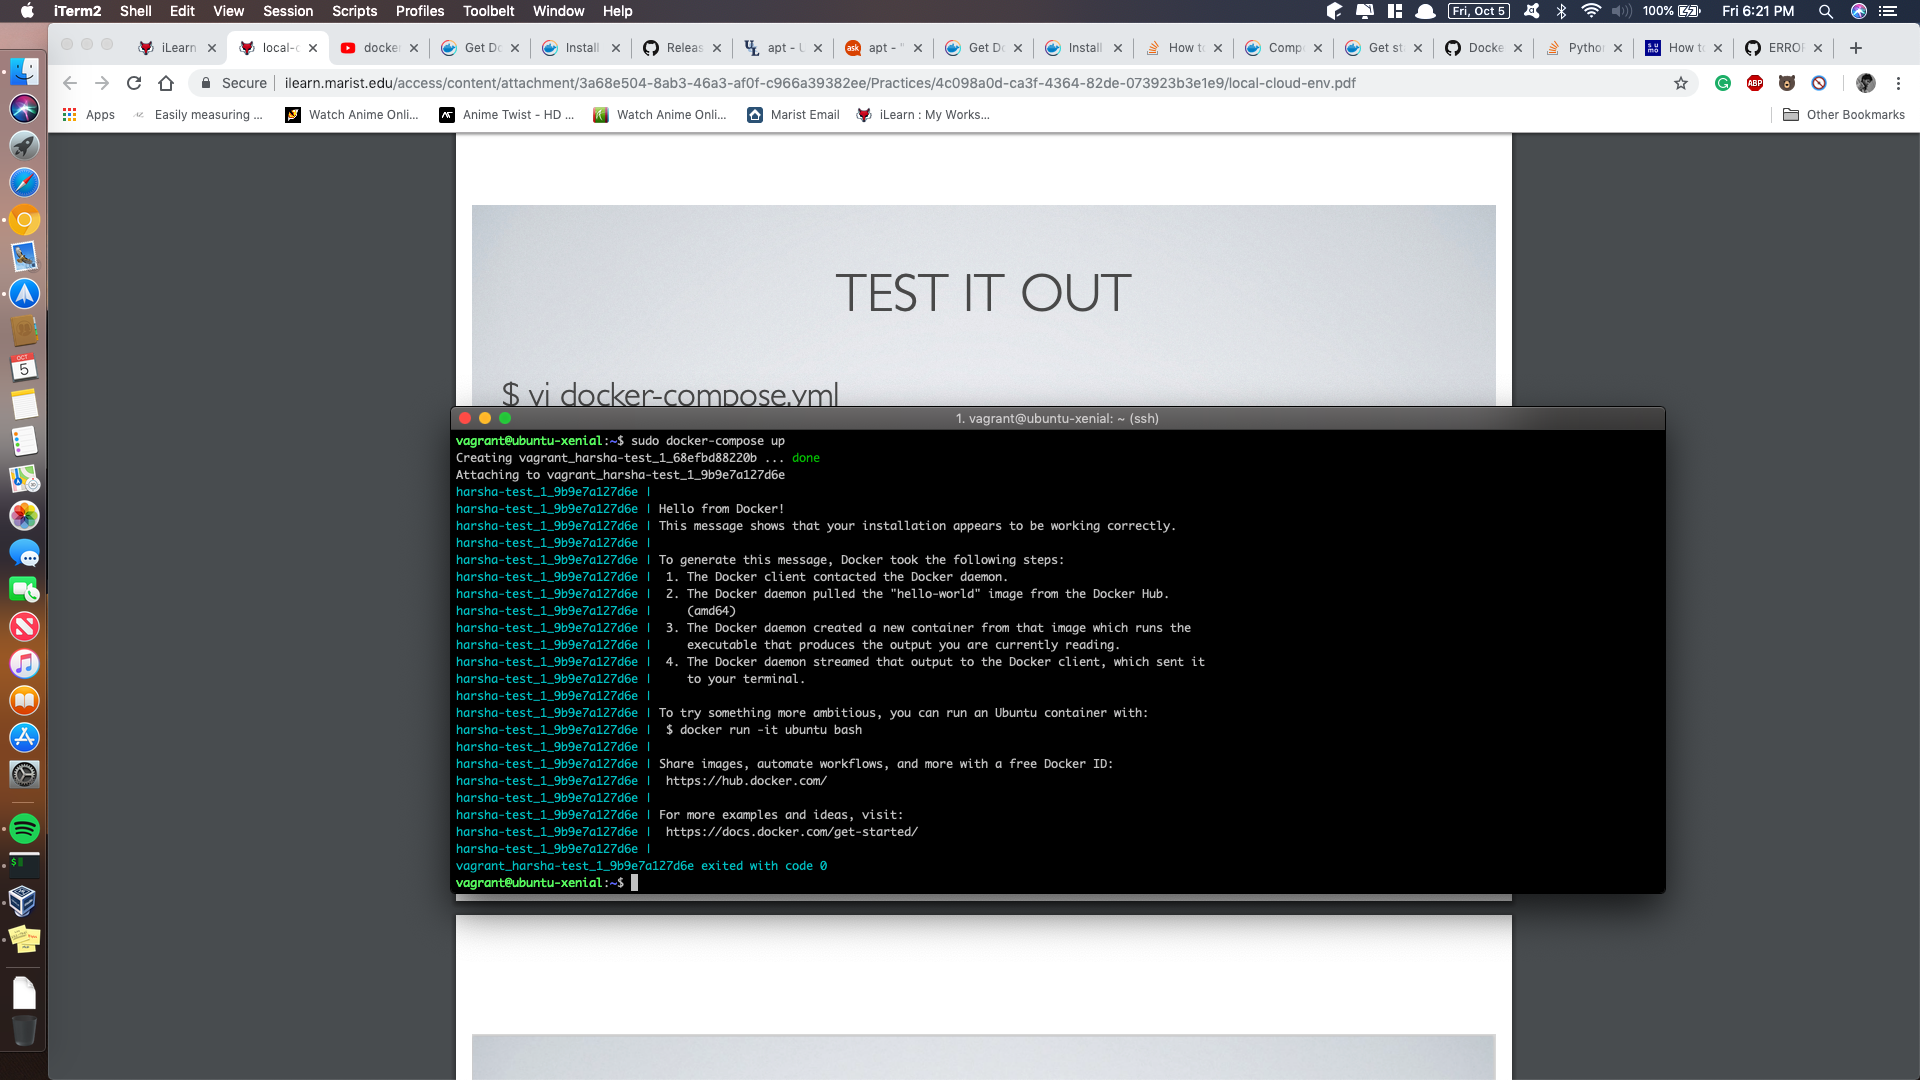 iTerm2 Shell Edit View Session Scripts Profiles Toolbelt Window Help Fri, Oct 5 100% Fri 6:21 PM
iLearn local-c docker Get Do Install Releas apt - U apt - " Get Do Install How to Compo Get sta Docke Python How to ERROR
Secure ilearn.marist.edu/access/content/attachment/3a68e504-8ab3-46a3-af0f-c966a39382ee/Practices/4c098a0d-ca3f-4364-82de-073923b3e1e9/local-cloud-env.pdf
Apps Easily measuring ... Watch Anime Onli... Anime Twist - HD ... Watch Anime Onli... Marist Email iLearn : My Works... Other Bookmarks
TEST IT OUT
$ vi docker-compose.yml
1. vagrant@ubuntu-xenial: ~ (ssh)
vagrant@ubuntu-xenial:~$ sudo docker-compose up
Creating vagrant_harsha-test_1_68efbd88220b ... done
Attaching to vagrant_harsha-test_1_9b9e7a127d6e
harsha-test_1_9b9e7a127d6e |
harsha-test_1_9b9e7a127d6e | Hello from Docker!
harsha-test_1_9b9e7a127d6e | This message shows that your installation appears to be working correctly.
harsha-test_1_9b9e7a127d6e |
harsha-test_1_9b9e7a127d6e | To generate this message, Docker took the following steps:
harsha-test_1_9b9e7a127d6e | 1. The Docker client contacted the Docker daemon.
harsha-test_1_9b9e7a127d6e | 2. The Docker daemon pulled the "hello-world" image from the Docker Hub.
harsha-test_1_9b9e7a127d6e | (amd64)
harsha-test_1_9b9e7a127d6e | 3. The Docker daemon created a new container from that image which runs the
harsha-test_1_9b9e7a127d6e | executable that produces the output you are currently reading.
harsha-test_1_9b9e7a127d6e | 4. The Docker daemon streamed that output to the Docker client, which sent it
harsha-test_1_9b9e7a127d6e | to your terminal.
harsha-test_1_9b9e7a127d6e |
harsha-test_1_9b9e7a127d6e | To try something more ambitious, you can run an Ubuntu container with:
harsha-test_1_9b9e7a127d6e | $ docker run -it ubuntu bash
harsha-test_1_9b9e7a127d6e |
harsha-test_1_9b9e7a127d6e | Share images, automate workflows, and more with a free Docker ID:
harsha-test_1_9b9e7a127d6e | https://hub.docker.com/
harsha-test_1_9b9e7a127d6e |
harsha-test_1_9b9e7a127d6e | For more examples and ideas, visit:
harsha-test_1_9b9e7a127d6e | https://docs.docker.com/get-started/
harsha-test_1_9b9e7a127d6e |
vagrant_harsha-test_1_9b9e7a127d6e exited with code 0
vagrant@ubuntu-xenial:~$